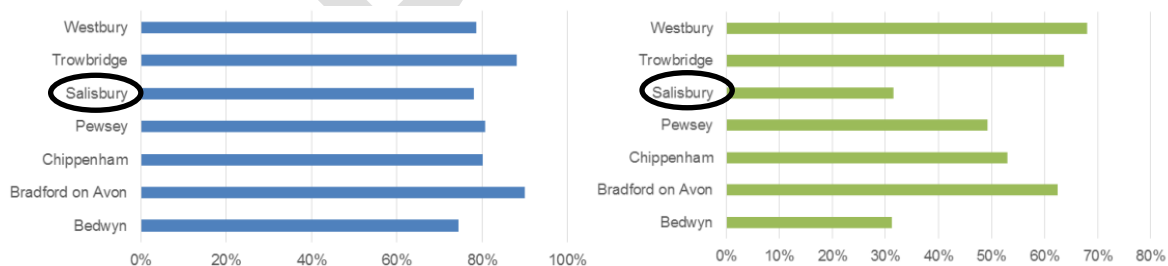 Westbury
Trowbridge
Salisbury
Pewsey
Chippenham
Bradford on Avon
Bedwyn
0% 20% 40% 60% 80% 100%
Westbury
Trowbridge
Salisbury
Pewsey
Chippenham
Bradford on Avon
Bedwyn
0% 10% 20% 30% 40% 50% 60% 70% 80%